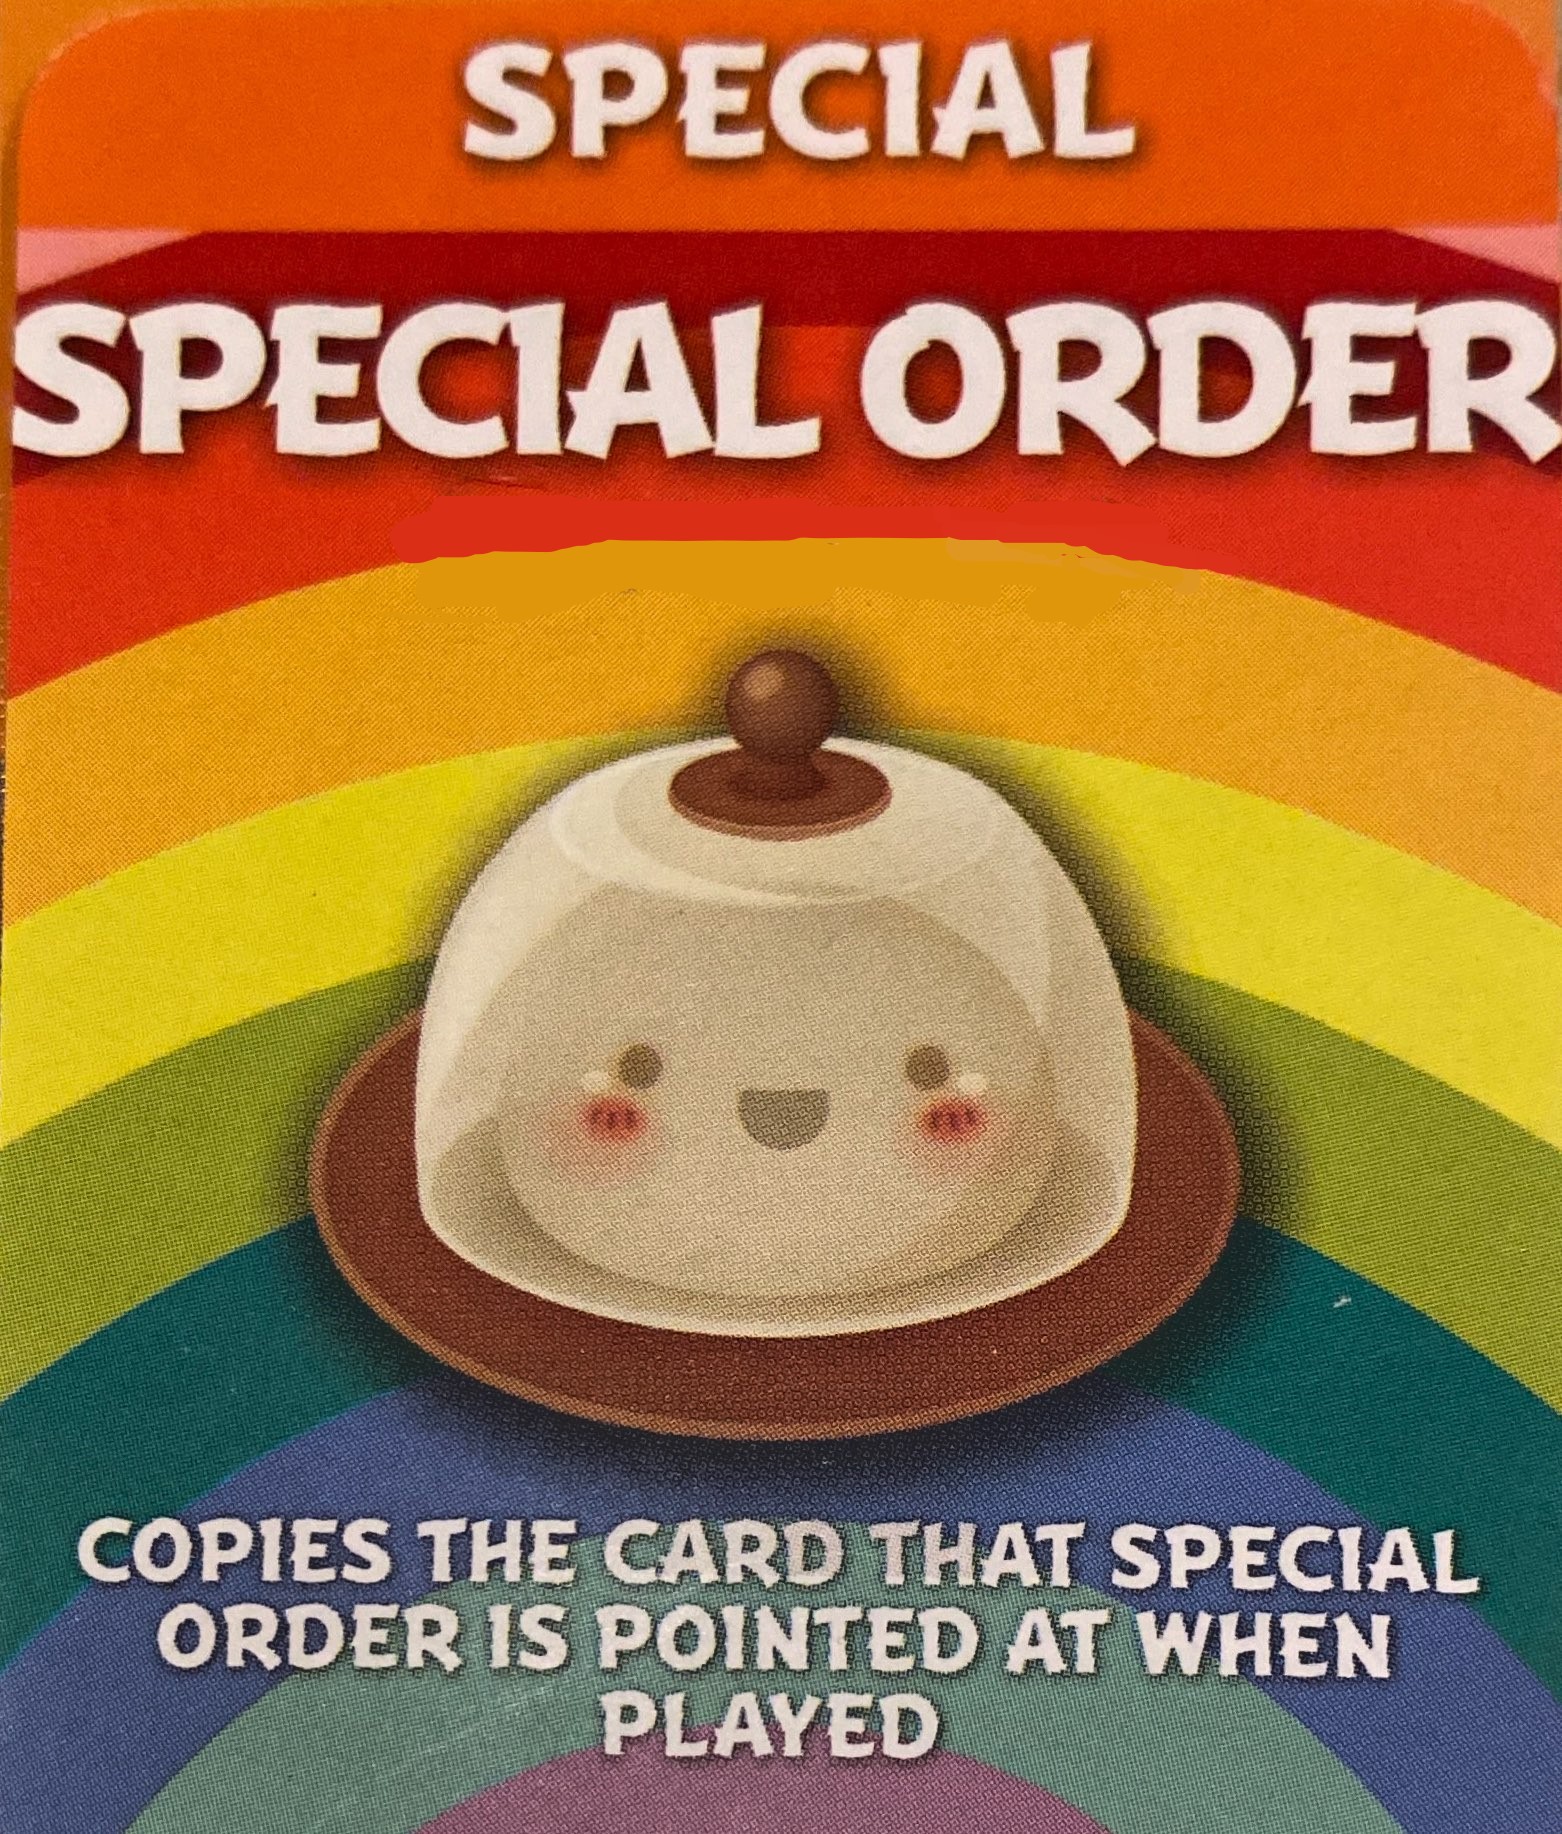 SPECIAL
SPECIAL ORDER
COPIES THE CARD THAT SPECIAL
ORDER IS POINTED AT WHEN
PLAYED